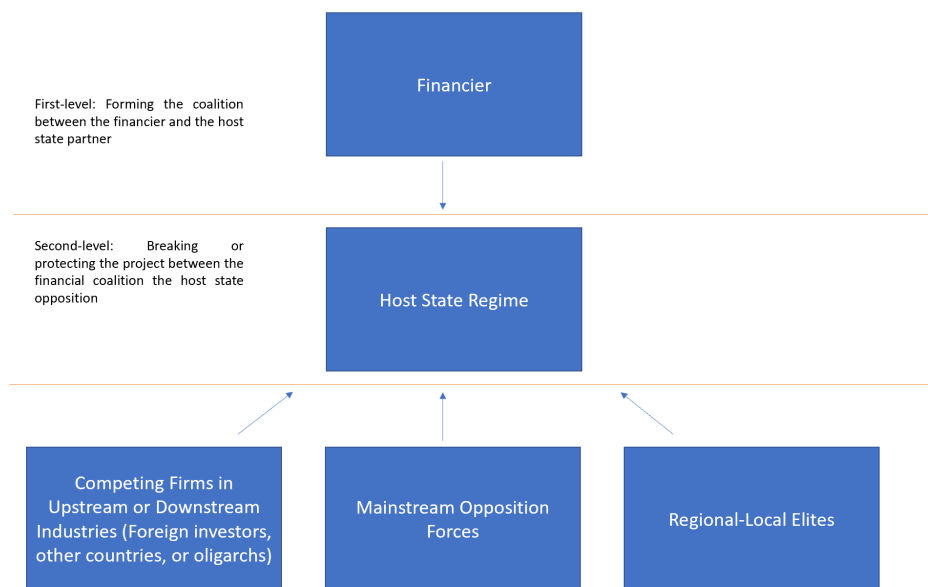 Financier
First-level: Forming the coalition
between the financier and the host
state partner
Second-level: Breaking or
protecting the project between the
financial coalition the host state
opposition
Host State Regime
Competing Firms in
Upstream or Downstream
Industries (Foreign investors,
other countries, or oligarchs)
Mainstream Opposition
Forces
Regional-Local Elites